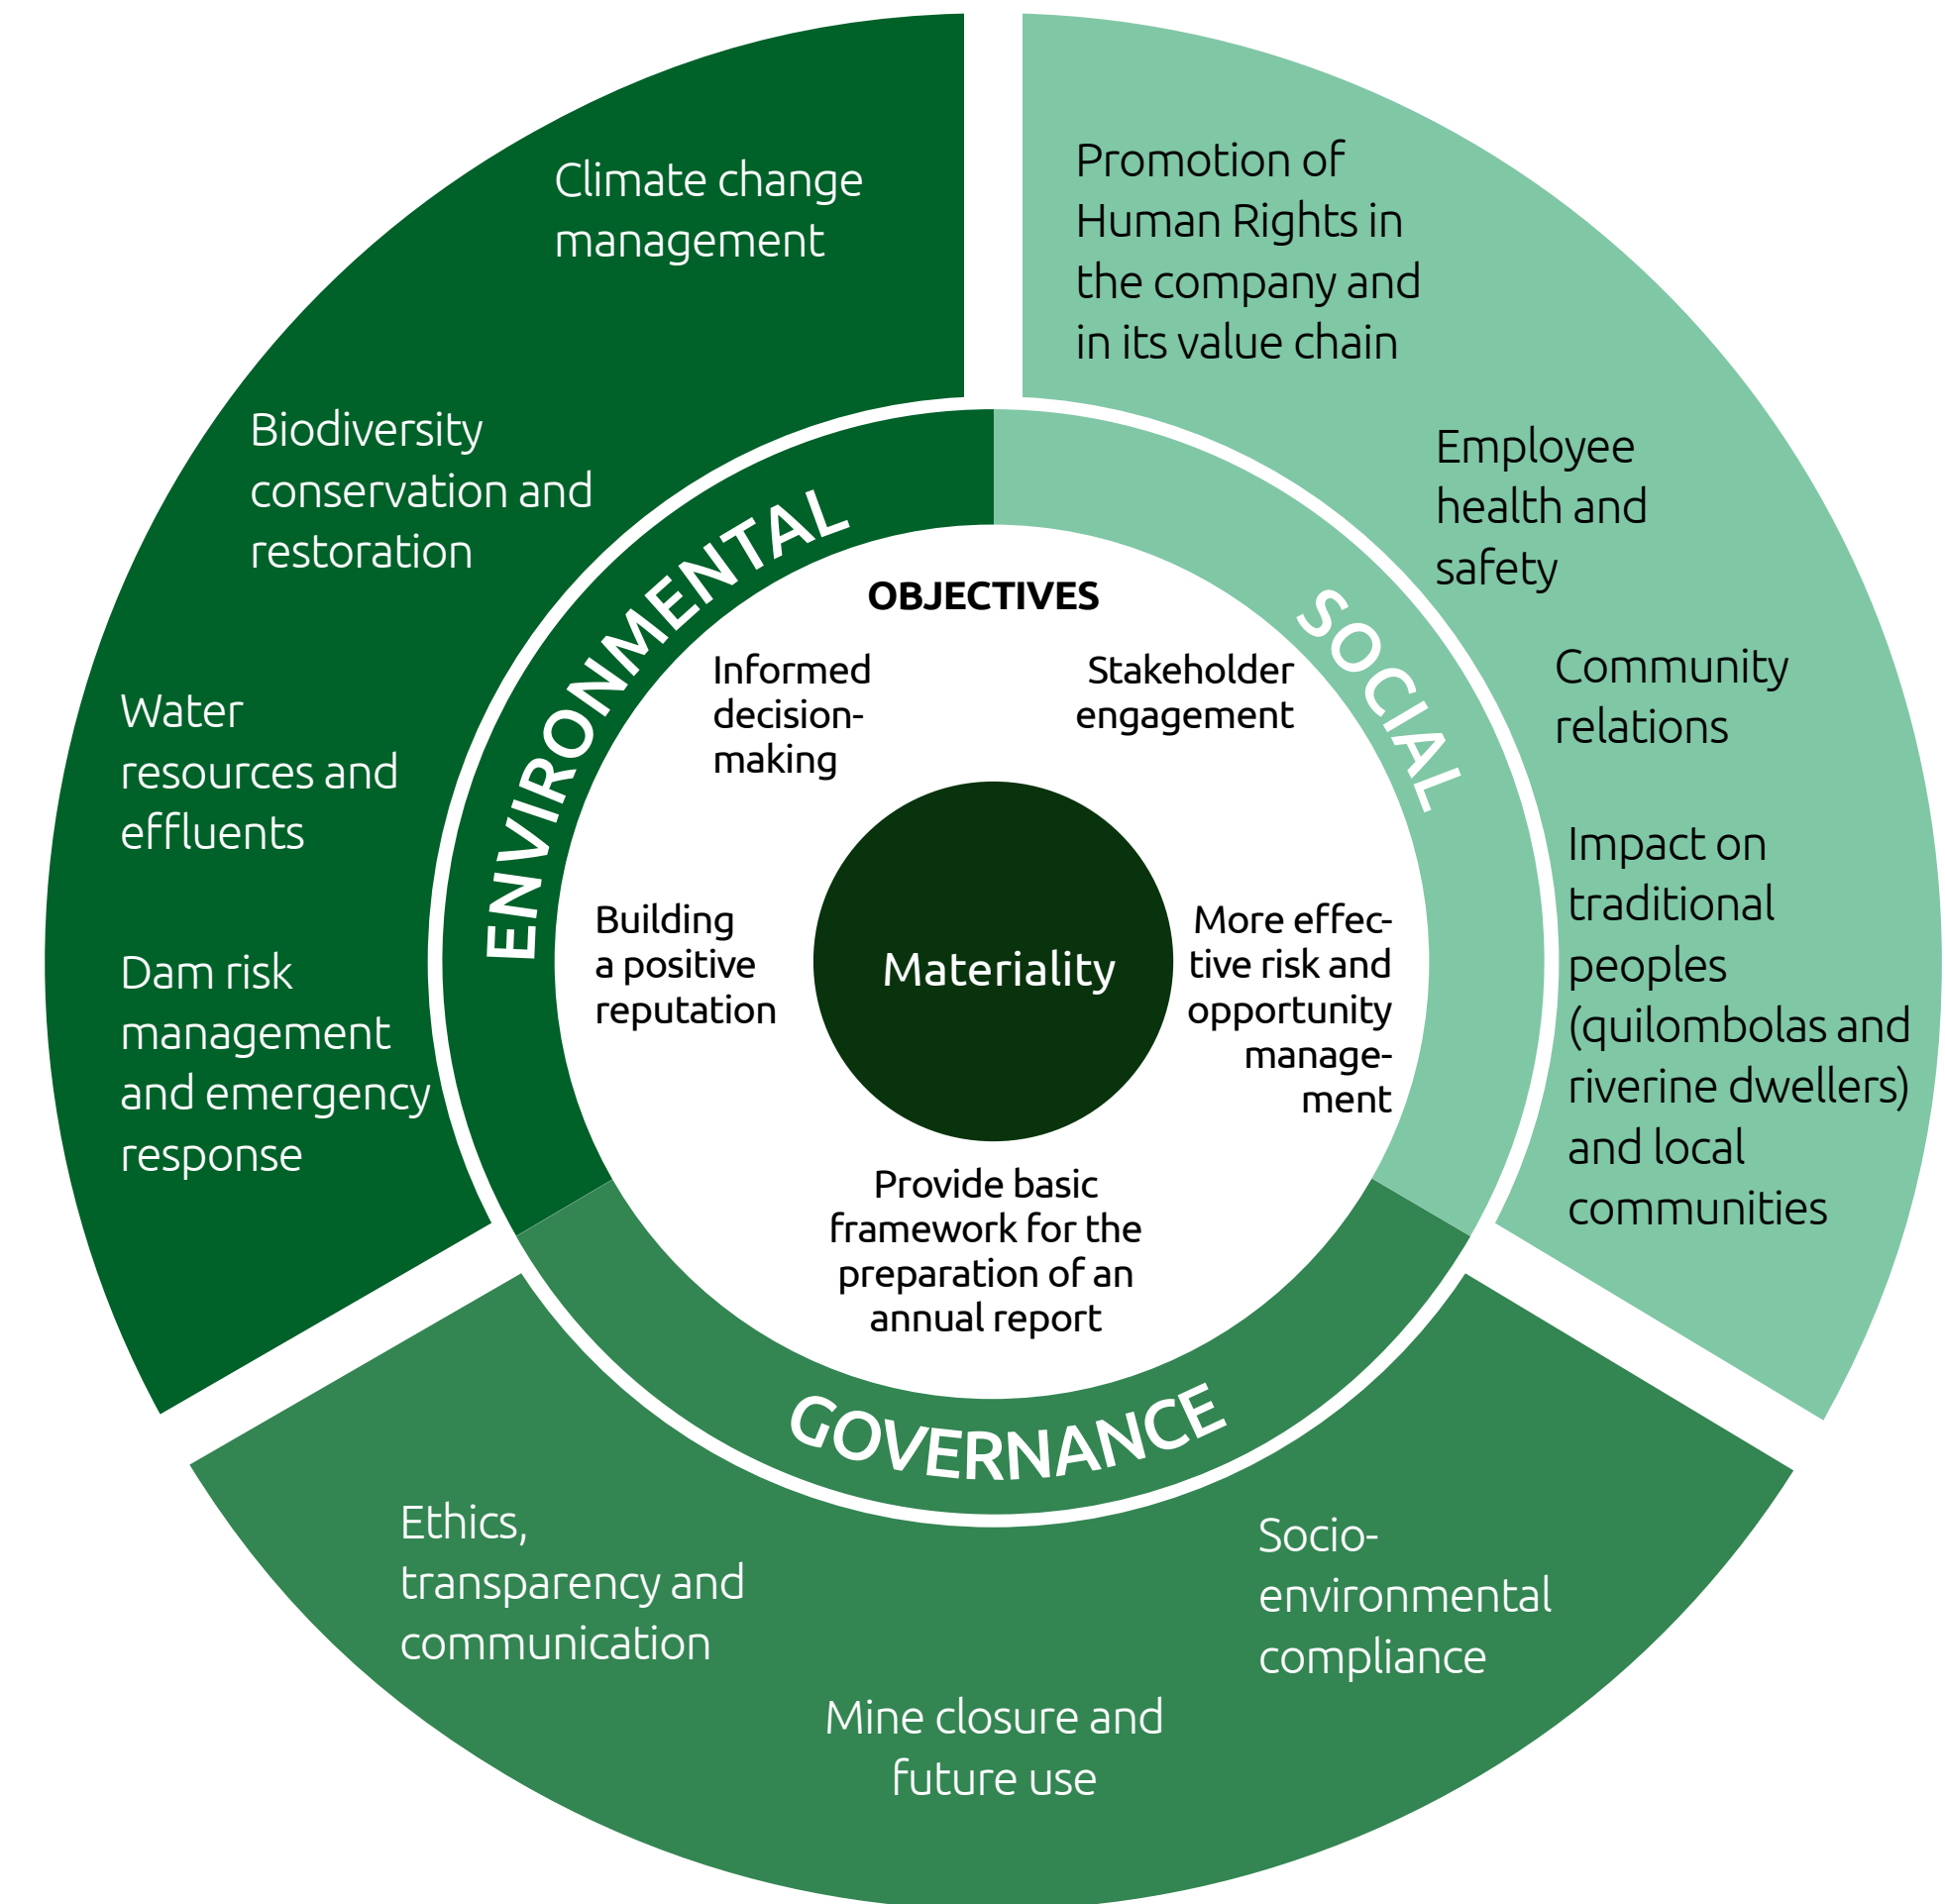 Climate change
management
Biodiversity
conservation and
restoration
Water
resources and
effluents
Dam risk
management
and emergency
response
ENVIRONMENTAL
Promotion of
Human Rights in
the company and
in its value chain
Employee
health and
safety
Community
relations
Impact on
traditional
peoples
(quilombolas and
riverine dwellers)
and local
communities
SOCIAL
OBJECTIVES
Informed
decision-
making
Stakeholder
engagement
Building
a positive
reputation
Materiality
More effec-
tive risk and
opportunity
manage-
ment
Provide basic
framework for the
preparation of an
annual report
GOVERNANCE
Ethics,
transparency and
communication
Mine closure and
future use
Socio-
environmental
compliance